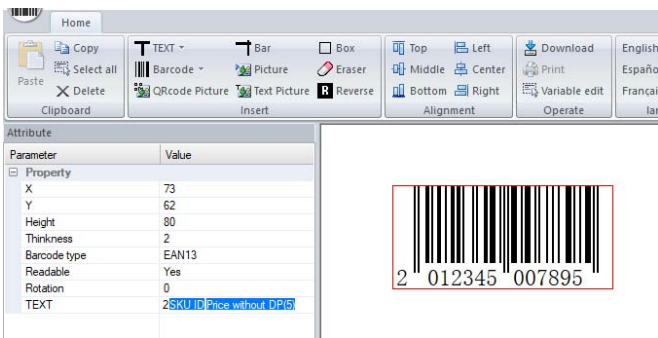 Home
Copy
Select all
Delete
Paste
Clipboard
TEXT
Bar
Box
Barcode
Picture
Eraser
QRcode Picture
Text Picture
R Reverse
Insert
Top
Left
Middle
Center
Bottom
Right
Alignment
Download
Print
Variable edit
Operate
English
Españo
Françai
lar
Attribute
Parameter Value
Property
X 73
Y 62
Height 80
Thinkness 2
Barcode type EAN13
Readable Yes
Rotation 0
TEXT 2SKU ID Price without DP(5)
2 012345 007895